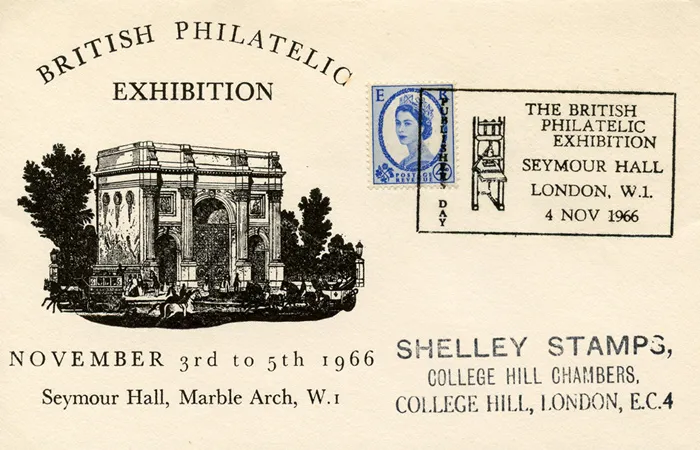 BRITISH PHILATELIC
EXHIBITION
NOVEMBER 3rd to 5th 1966
Seymour Hall, Marble Arch, W.1
E R
POSTAGE
REVENUE
4D
PUBLISHERS DAY
THE BRITISH
PHILATELIC
EXHIBITION
SEYMOUR HALL
LONDON, W.1.
4 NOV 1966
SHELLEY STAMPS,
COLLEGE HILL CHAMBERS,
COLLEGE HILL, LONDON, E.C.4